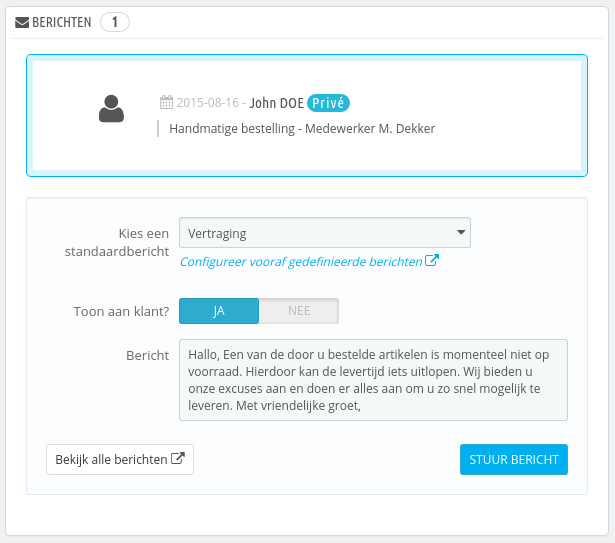 BERICHTEN 1
2015-08-16 - John DOE Privé
Handmatige bestelling - Medewerker M. Dekker
Kies een
standaardbericht
Vertraging
Configureer vooraf gedefinieerde berichten
Toon aan klant?
JA NEE
Bericht
Hallo, Een van de door u bestelde artikelen is momenteel niet op
voorraad. Hierdoor kan de levertijd iets uitlopen. Wij bieden u
onze excuses aan en doen er alles aan om u zo snel mogelijk te
leveren. Met vriendelijke groet,
Bekijk alle berichten
STUUR BERICHT